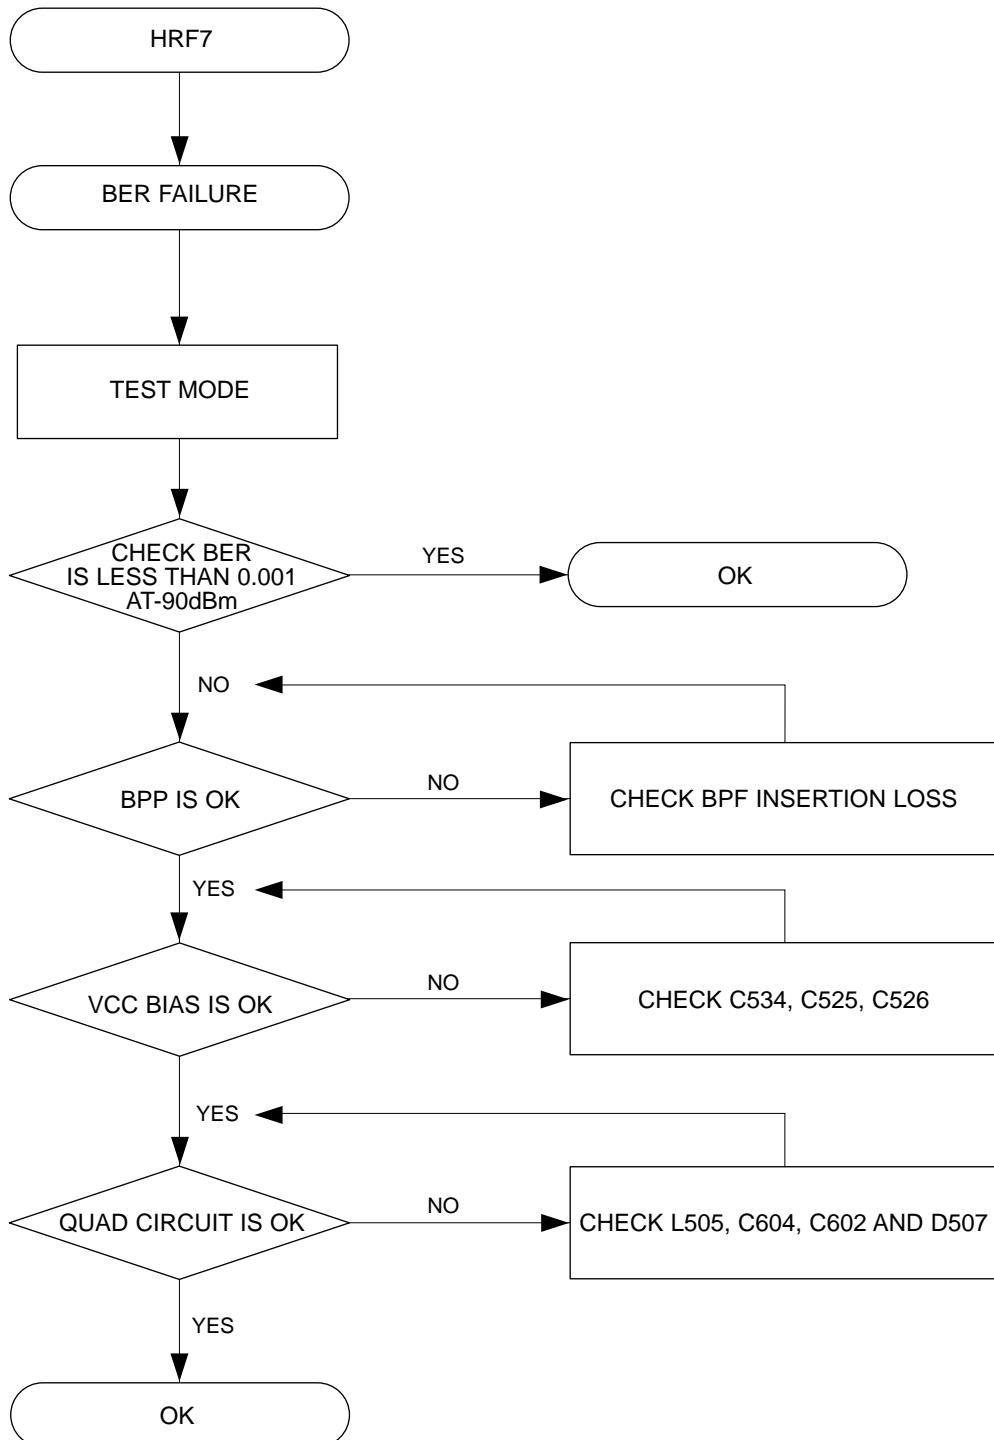 HRF7
BER FAILURE
TEST MODE
CHECK BER
IS LESS THAN 0.001
AT-90dBm
YES
OK
NO
BPP IS OK
NO
CHECK BPF INSERTION LOSS
YES
VCC BIAS IS OK
NO
CHECK C534, C525, C526
YES
QUAD CIRCUIT IS OK
NO
CHECK L505, C604, C602 AND D507
YES
OK